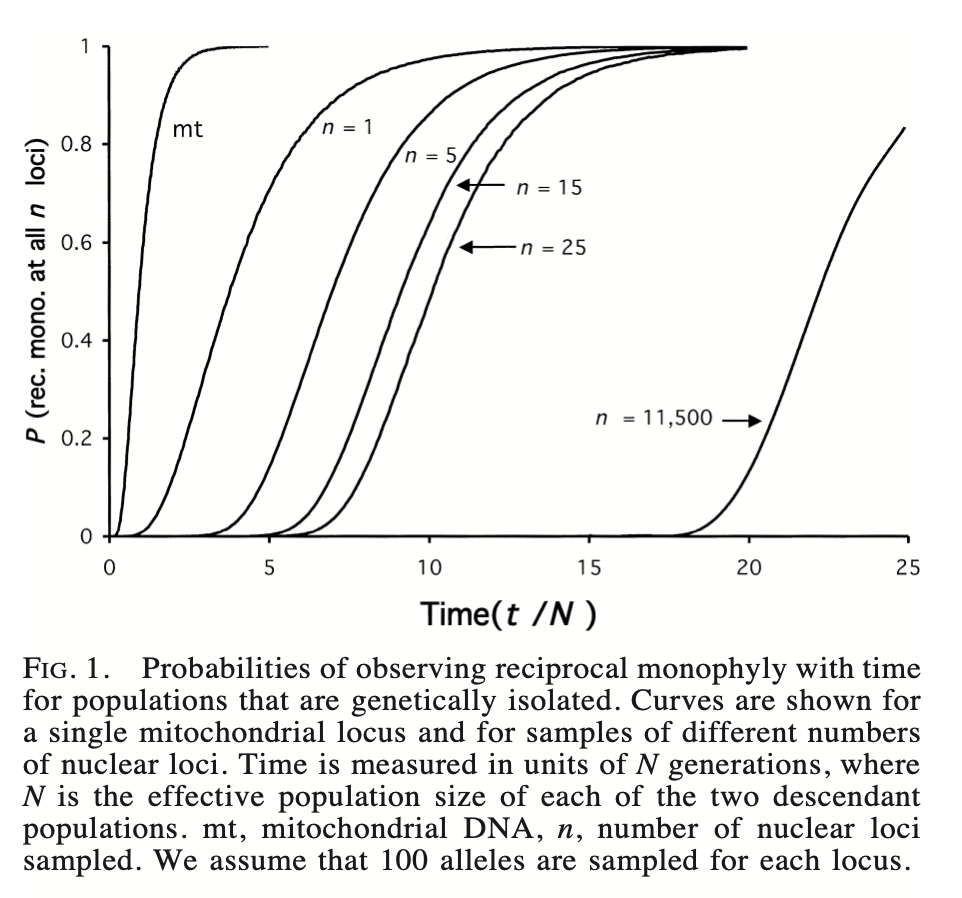 1
0.8
0.6
0.4
0.2
0
P (rec. mono. at all n loci)
mt
n = 1
n = 5
n = 15
n = 25
n = 11,500
0 5 10 15 20 25
Time(t /N )
FIG. 1. Probabilities of observing reciprocal monophyly with time
for populations that are genetically isolated. Curves are shown for
a single mitochondrial locus and for samples of different numbers
of nuclear loci. Time is measured in units of N generations, where
N is the effective population size of each of the two descendant
populations. mt, mitochondrial DNA, n, number of nuclear loci
sampled. We assume that 100 alleles are sampled for each locus.